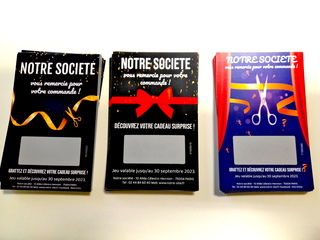 NOTRE SOCIETE
vous remercie pour
votre commande !
GRATTEZ ET DÉCOUVREZ VOTRE CADEAU SURPRISE !
Jeu valable jusqu'au 30 septembre 2023
NOTRE SOCIETE
vous remercie pour votre
commande !
DÉCOUVREZ VOTRE CADEAU SURPRISE !
Jeu valable jusqu'au 30 septembre 2023.
NOTRE SOCIETE
vous remercie pour votre commande !
GRATTEZ ET DÉCOUVREZ VOTRE CADEAU SURPRISE !
Jeu valable jusqu'au 30 septembre 2023